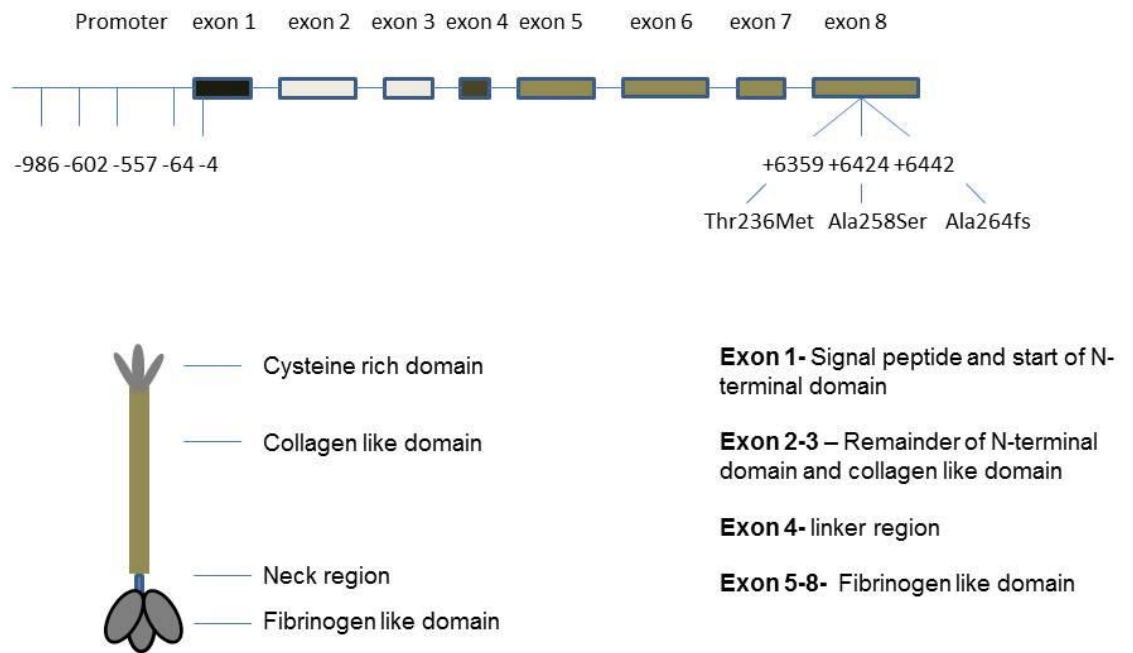 Promoter exon 1 exon 2 exon 3 exon 4 exon 5 exon 6 exon 7 exon 8
-986 -602 -557 -64 -4
+6359 +6424 +6442
Thr236Met Ala258Ser Ala264fs
Cysteine rich domain
Collagen like domain
Neck region
Fibrinogen like domain
Exon 1- Signal peptide and start of N-
terminal domain
Exon 2-3 – Remainder of N-terminal
domain and collagen like domain
Exon 4- linker region
Exon 5-8- Fibrinogen like domain